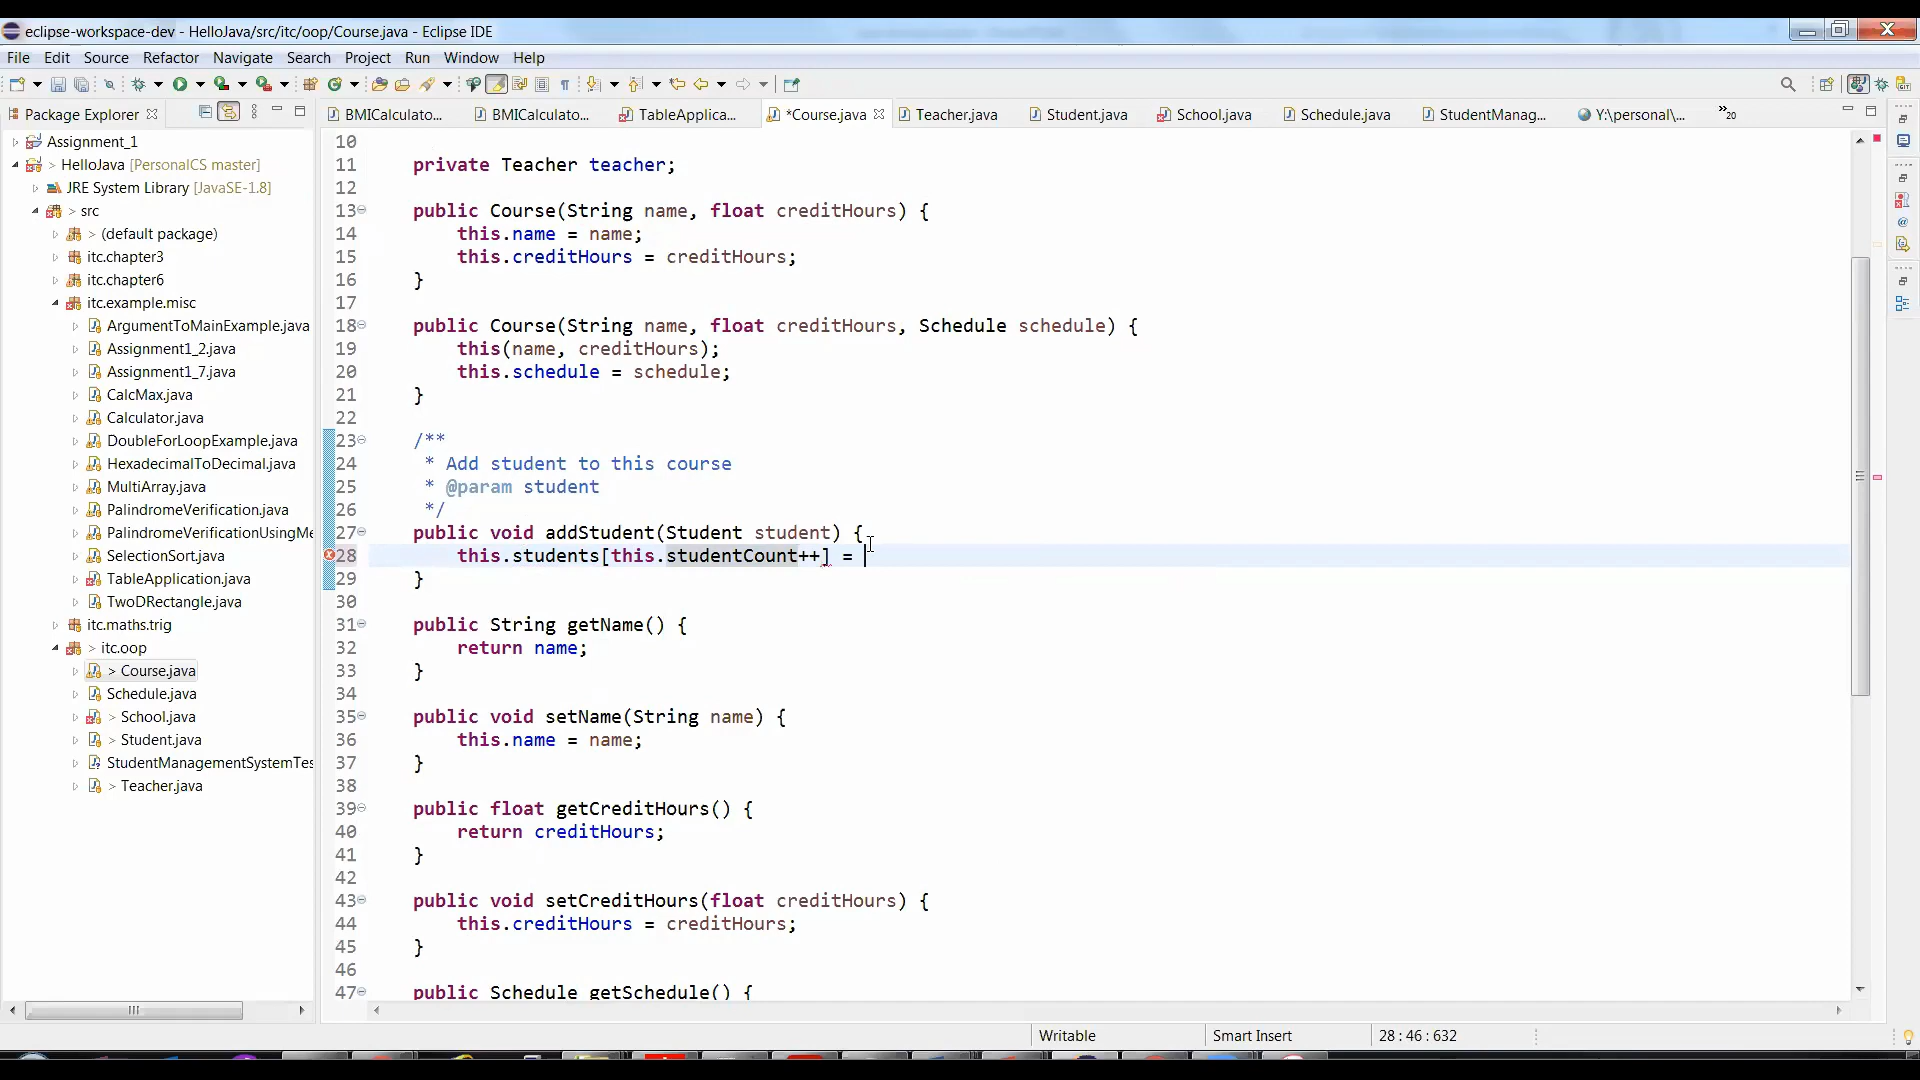 eclipse-workspace-dev - HelloJava/src/itc/oop/Course.java - Eclipse IDE
File Edit Source Refactor Navigate Search Project Run Window Help
Package Explorer
BMICalculato... BMICalculato... TableApplica... *Course.java Teacher.java Student.java School.java Schedule.java StudentManag... Y:\personal\... »20
Assignment_1
> HelloJava [PersonalCS master]
JRE System Library [JavaSE-1.8]
> src
> (default package)
itc.chapter3
itc.chapter6
itc.example.misc
ArgumentToMainExample.java
Assignment1_2.java
Assignment1_7.java
CalcMax.java
Calculator.java
DoubleForLoopExample.java
HexadecimalToDecimal.java
MultiArray.java
PalindromeVerification.java
PalindromeVerificationUsingMe
SelectionSort.java
TableApplication.java
TwoDRectangle.java
itc.maths.trig
> itc.oop
> Course.java
Schedule.java
> School.java
> Student.java
StudentManagementSystemTes
> Teacher.java
10
11 private Teacher teacher;
12
13 public Course(String name, float creditHours) {
14 this.name = name;
15 this.creditHours = creditHours;
16 }
17
18 public Course(String name, float creditHours, Schedule schedule) {
19 this(name, creditHours);
20 this.schedule = schedule;
21 }
22
23 /**
24 * Add student to this course
25 * @param student
26 */
27 public void addStudent(Student student) {
28 this.students[this.studentCount++] =
29 }
30
31 public String getName() {
32 return name;
33 }
34
35 public void setName(String name) {
36 this.name = name;
37 }
38
39 public float getCreditHours() {
40 return creditHours;
41 }
42
43 public void setCreditHours(float creditHours) {
44 this.creditHours = creditHours;
45 }
46
47 public Schedule getSchedule() {
Writable Smart Insert 28 : 46 : 632